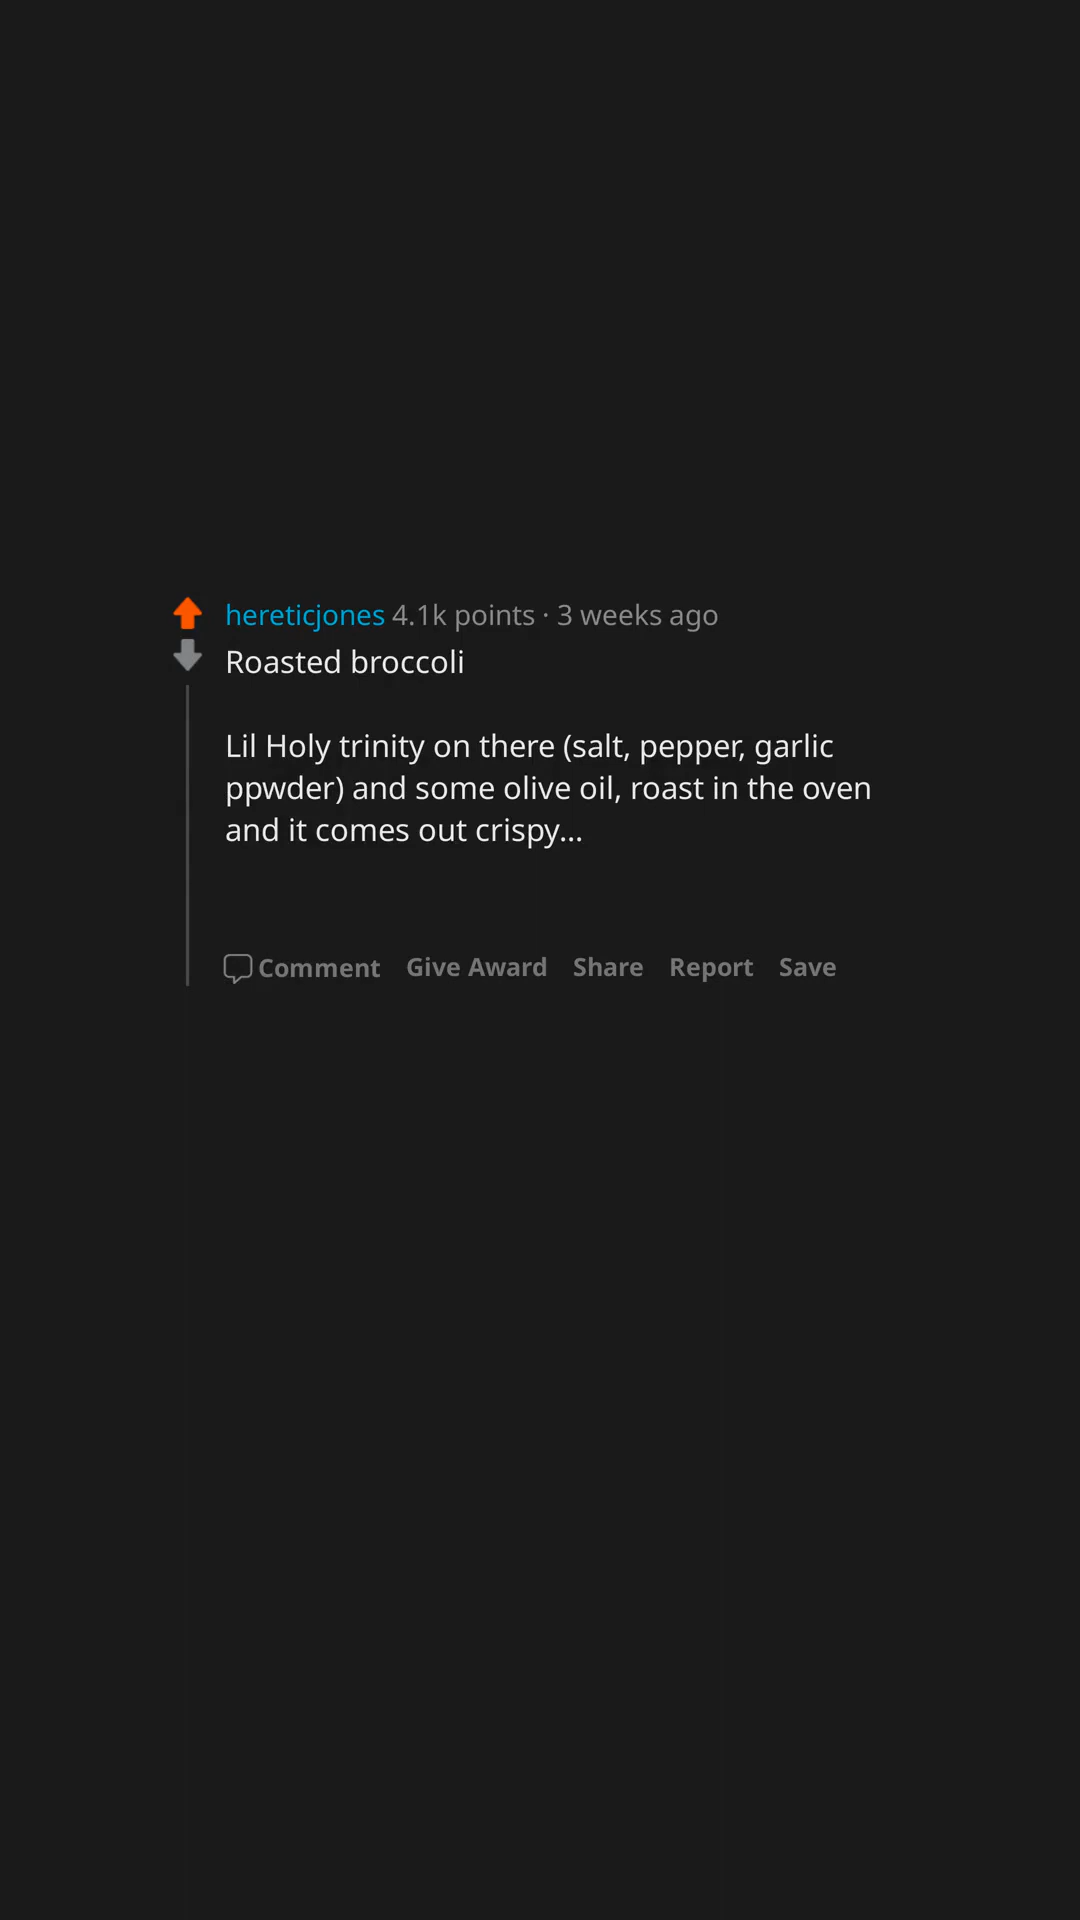 hereticjones 4.1k points · 3 weeks ago
Roasted broccoli
Lil Holy trinity on there (salt, pepper, garlic
ppwder) and some olive oil, roast in the oven
and it comes out crispy...
Comment Give Award Share Report Save